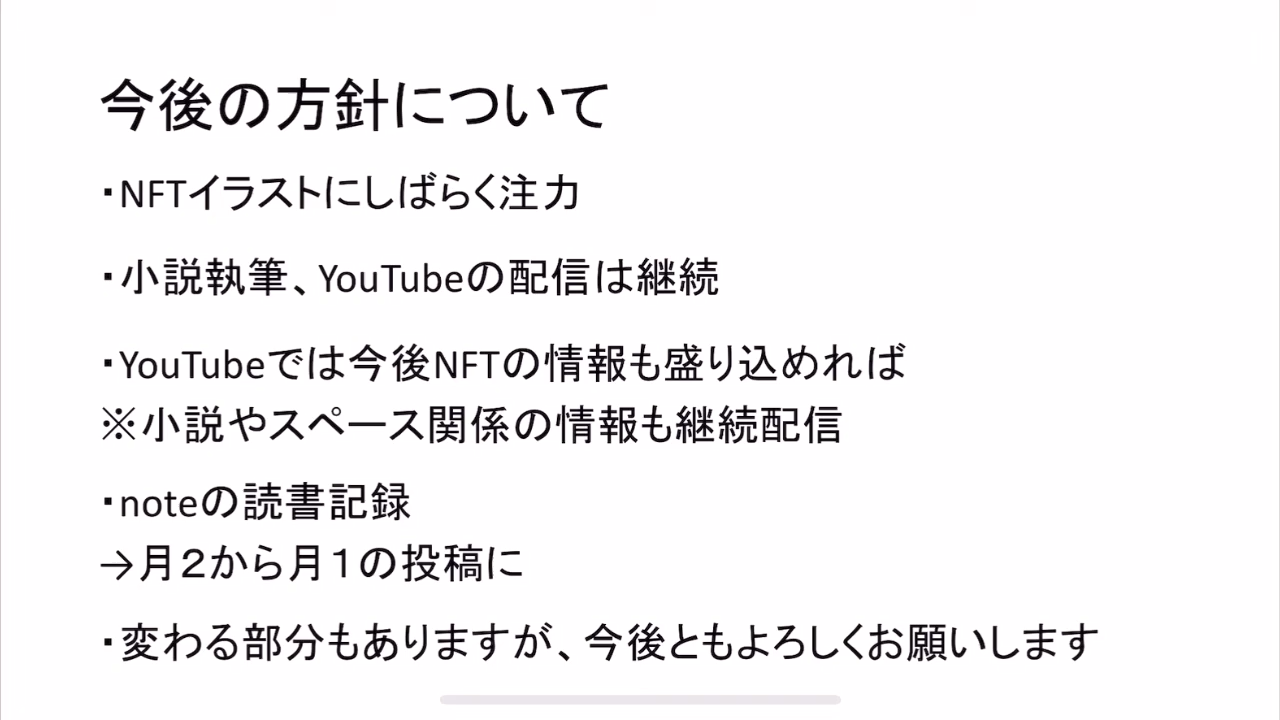 今後の方針について
・NFTイラストにしばらく注力
・小説執筆、YouTubeの配信は継続
・YouTubeでは今後NFTの情報も盛り込めれば
※小説やスペース関係の情報も継続配信
・noteの読書記録
→月２から月１の投稿に
・変わる部分もありますが、今後ともよろしくお願いします